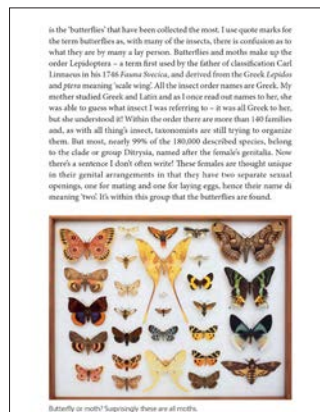 is the 'butterflies' that have been collected the most. I use quote marks for
the term butterflies as, with many of the insects, there is confusion as to
what they are by many a lay person. Butterflies and moths make up the
order Lepidoptera – a term first used by the father of classification Carl
Linnaeus in his 1746 Fauna Svecica, and derived from the Greek Lepidos
and ptera meaning 'scale wing'. All the insect order names are Greek. My
mother studied Greek and Latin and as I once read out names to her, she
was able to guess what insect I was referring to – it was all Greek to her,
but she understood it! Within the order there are more than 140 families
and, as with all thing's insect, taxonomists are still trying to organize
them. But most, nearly 99% of the 180,000 described species, belong
to the clade or group Ditrysia, named after the female's genitalia. Now
there's a sentence I don't often write! These females are thought unique
in their genital arrangements in that they have two separate sexual
openings, one for mating and one for laying eggs, hence their name di
meaning 'two'. It's within this group that the butterflies are found.
Butterfly or moth? Surprisingly these are all moths.